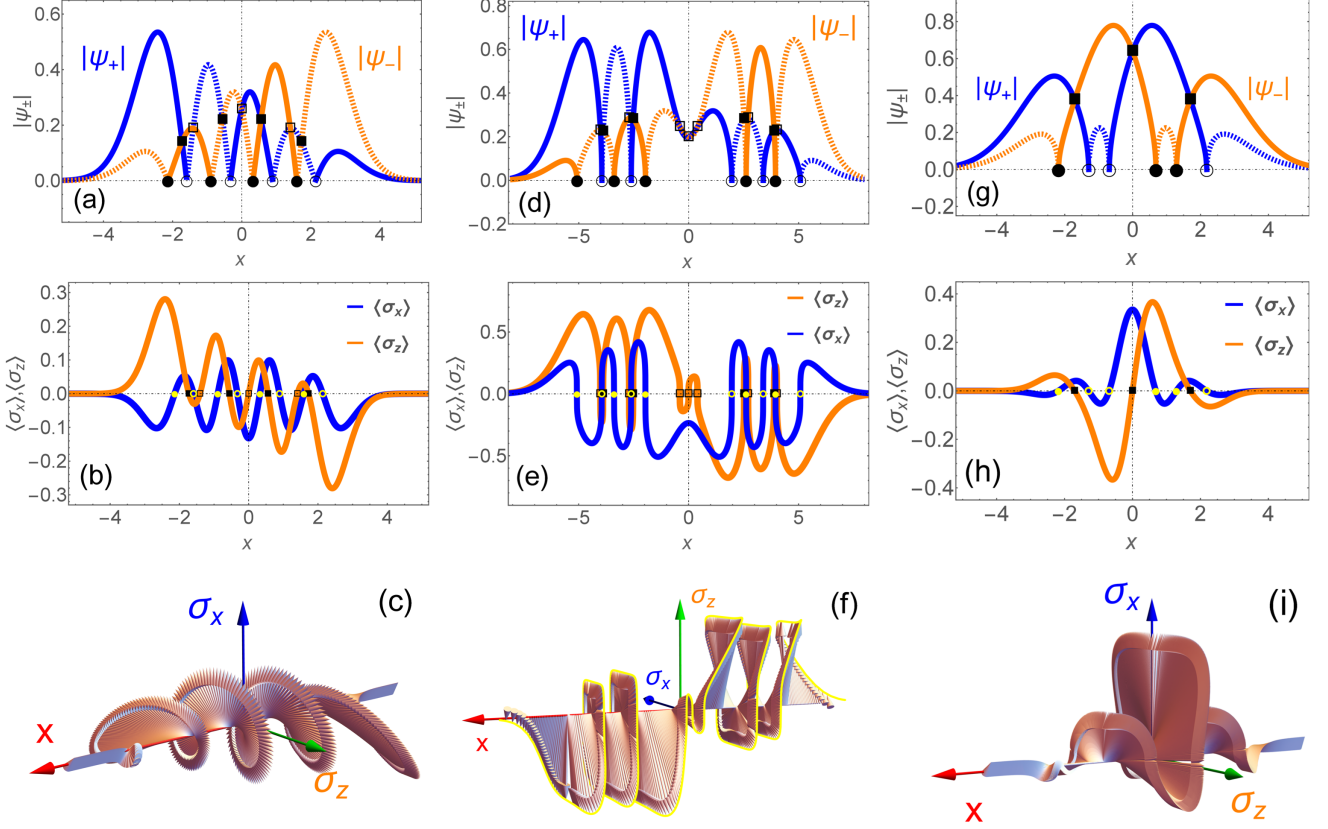 |ψ₊|
|ψ₋|
|ψ±|
0.6
0.4
0.2
0.0
(a)
−4
−2
0
2
4
x
|ψ₊|
|ψ₋|
|ψ±|
0.8
0.6
0.4
0.2
0.0
−0.2
(d)
−5
0
5
x
|ψ₊|
|ψ₋|
|ψ±|
0.8
0.6
0.4
0.2
0.0
−0.2
(g)
−4
−2
0
2
4
x
⟨σx⟩,⟨σz⟩
0.3
0.2
0.1
0.0
−0.1
−0.2
−0.3
⟨σx⟩
⟨σz⟩
(b)
−4
−2
0
2
4
x
⟨σx⟩,⟨σz⟩
0.5
0.0
−0.5
⟨σz⟩
⟨σx⟩
(e)
−5
0
5
x
⟨σx⟩,⟨σz⟩
0.4
0.2
0.0
−0.2
−0.4
⟨σx⟩
⟨σz⟩
(h)
−4
−2
0
2
4
x
σx
(c)
x
σz
σz
(f)
σx
x
σx
(i)
x
σz